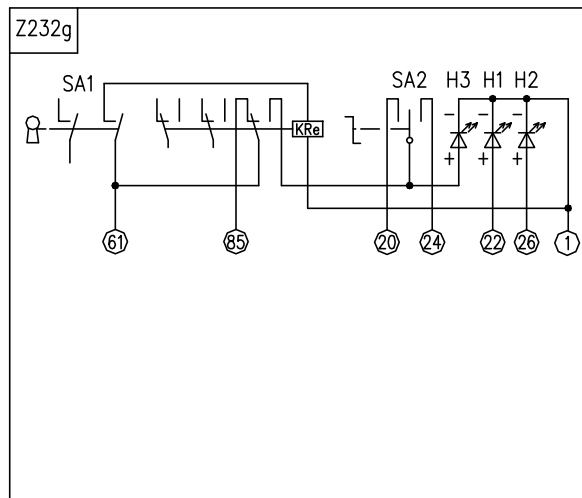 Z232g
SA1 SA2 H3 H1 H2
KRe
- - -
+ + +
61 85 20 24 22 26 1